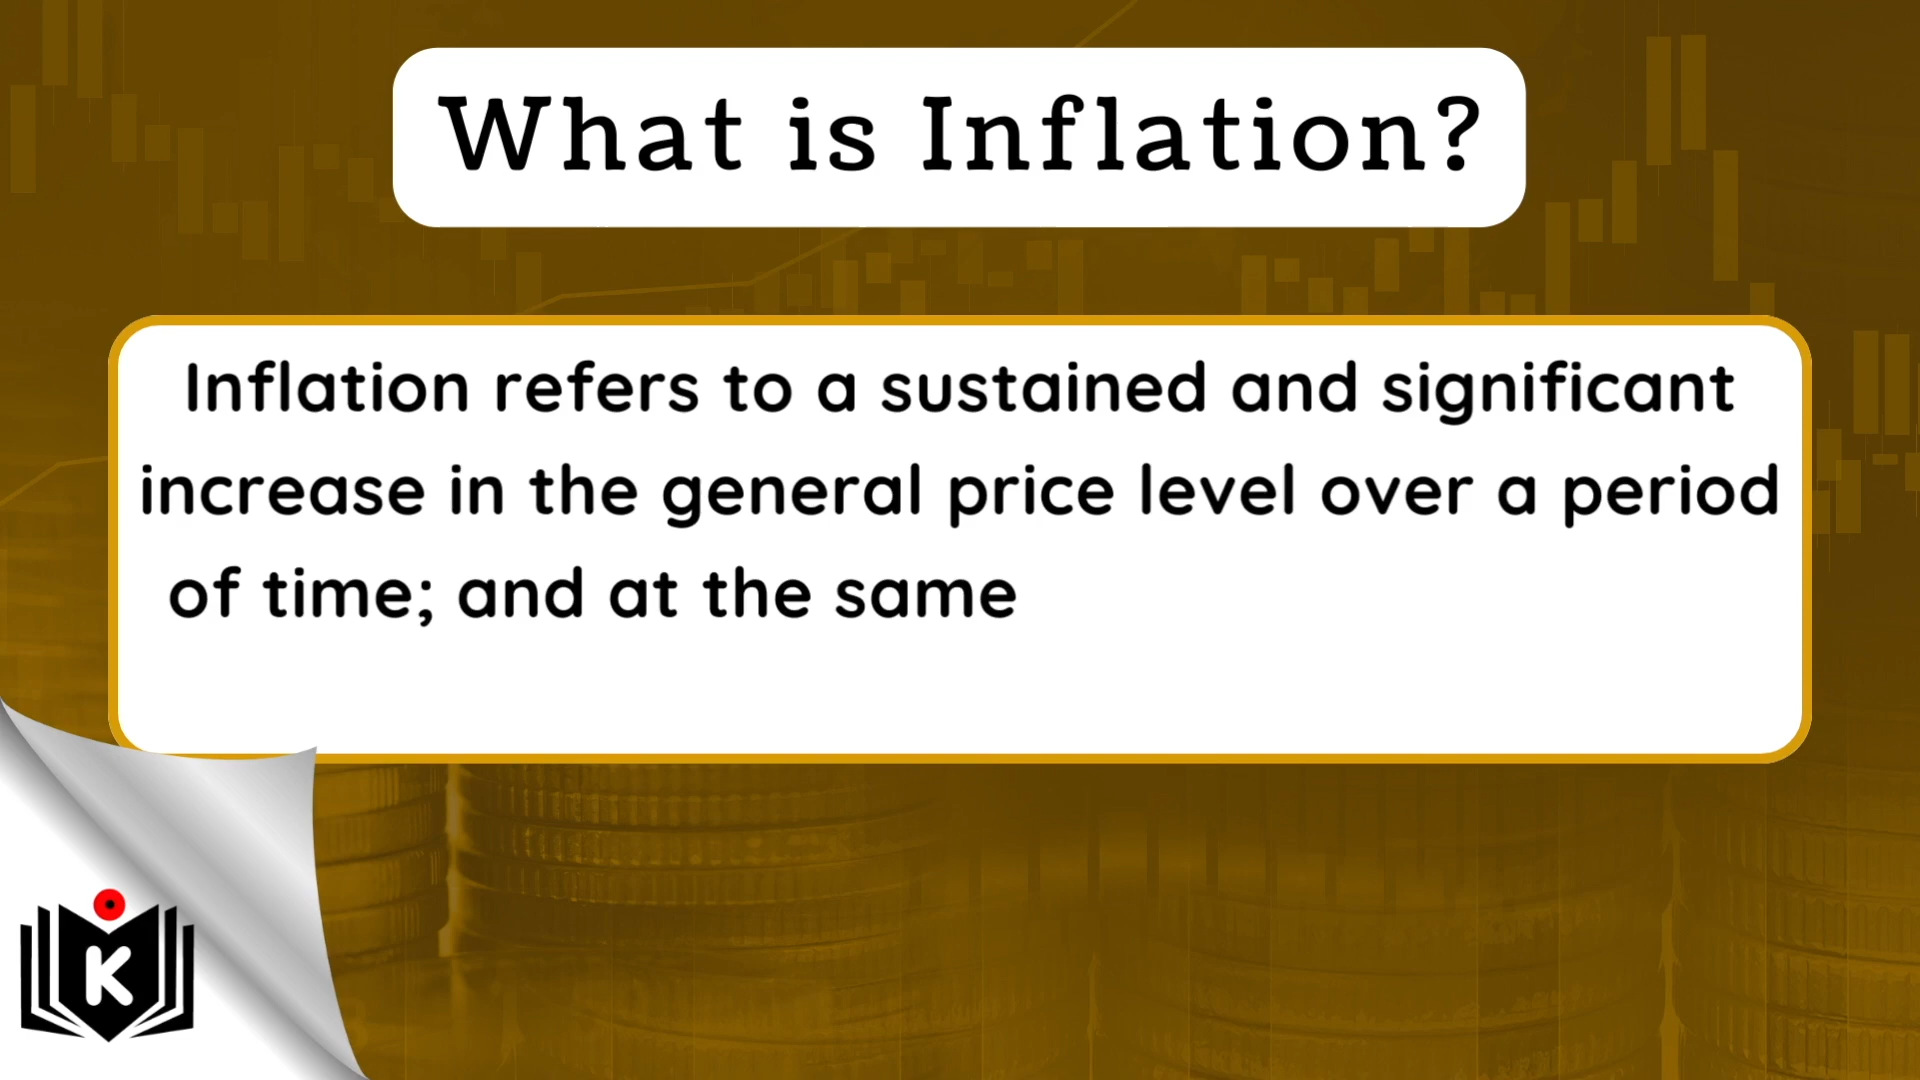 What is Inflation?
Inflation refers to a sustained and significant
increase in the general price level over a period
of time; and at the same
K